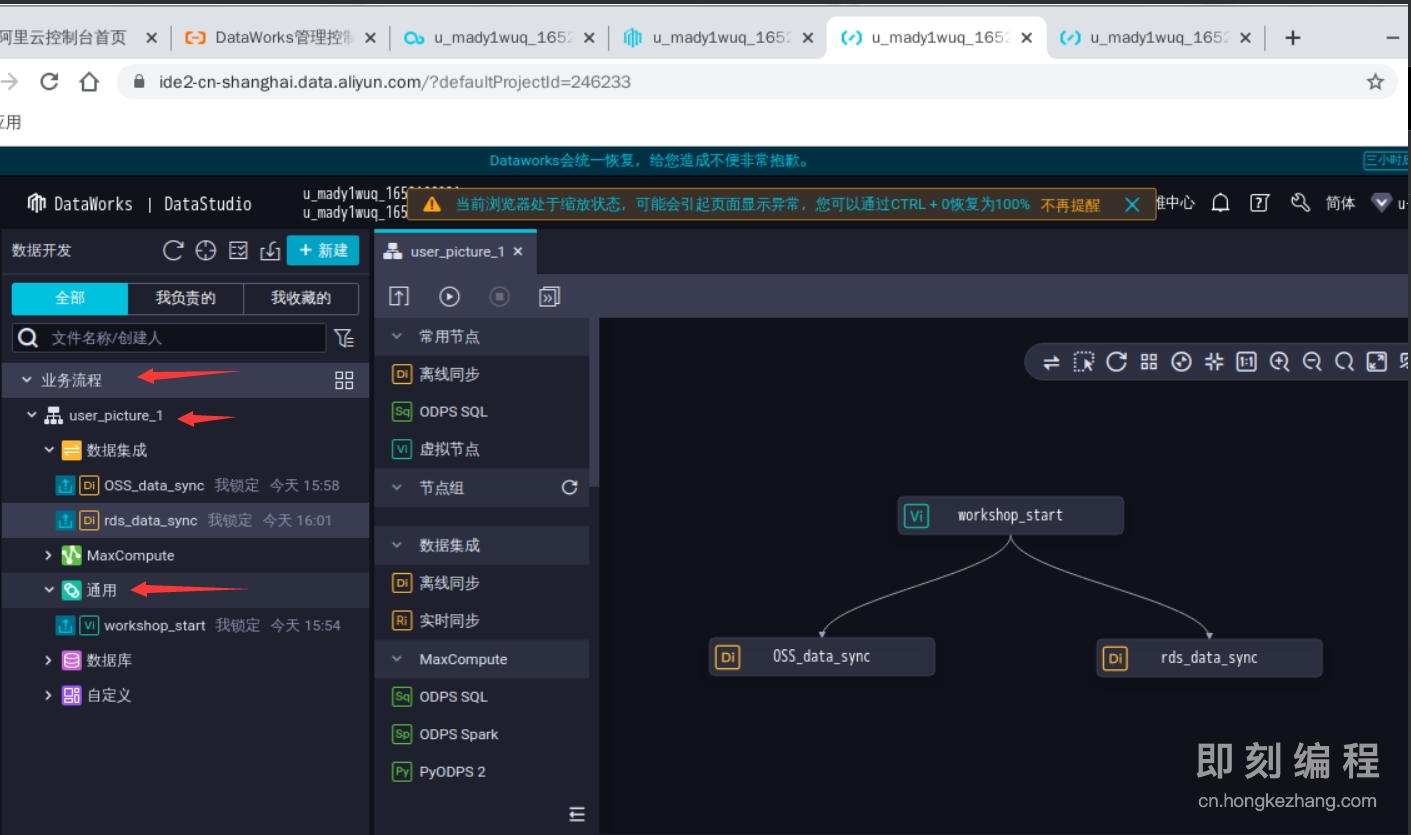 阿里云控制台首页
DataWorks管理控制
u_mady1wuq_1652
u_mady1wuq_1652
u_mady1wuq_1652
u_mady1wuq_1652
ide2-cn-shanghai.data.aliyun.com/?defaultProjectId=246233
应用
Dataworks会统一恢复，给您造成不便非常抱歉。
三小时后
DataWorks | DataStudio
u_mady1wuq_165
u_mady1wuq_165
当前浏览器处于缩放状态，可能会引起页面显示异常，您可以通过CTRL + 0恢复为100%
不再提醒
维中心
简体
数据开发
新建
user_picture_1
全部
我负责的
我收藏的
文件名称/创建人
业务流程
user_picture_1
数据集成
Di OSS_data_sync 我锁定 今天 15:58
Di rds_data_sync 我锁定 今天 16:01
MaxCompute
通用
Vi workshop_start 我锁定 今天 15:54
数据库
自定义
常用节点
Di 离线同步
Sq ODPS SQL
Vi 虚拟节点
节点组
数据集成
Di 离线同步
Ri 实时同步
MaxCompute
Sq ODPS SQL
Sp ODPS Spark
Py PyODPS 2
1:1
Vi workshop_start
Di OSS_data_sync
Di rds_data_sync
即刻编程
cn.hongkezhang.com